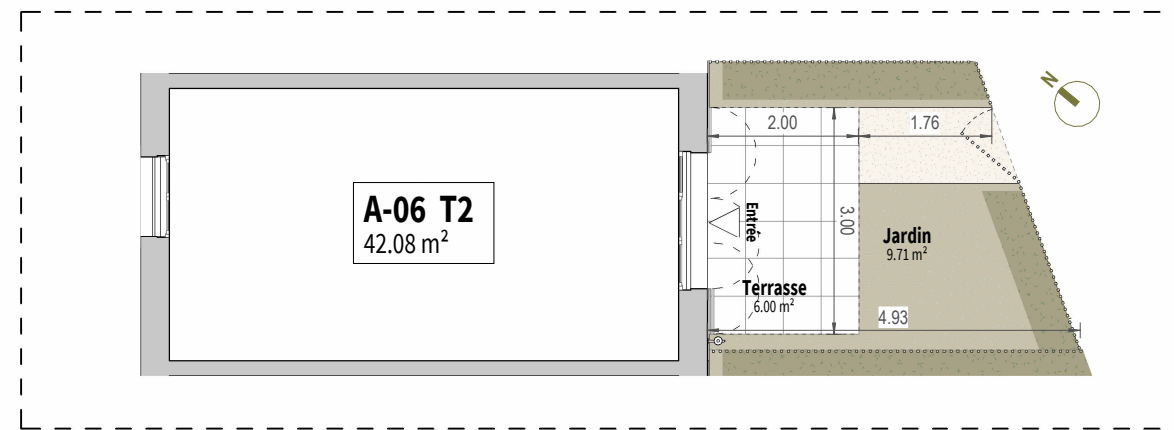 N
2.00
1.76
A-06 T2
42.08 m²
Entrée
3.00
Jardin
9.71 m²
Terrasse
6.00 m²
4.93